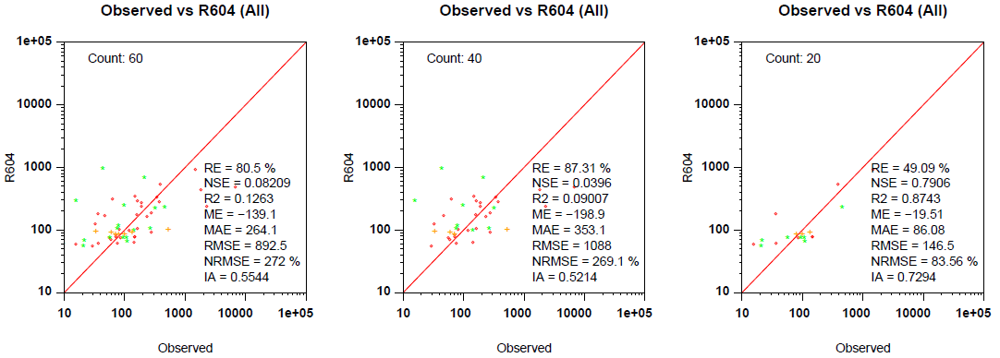 Observed vs R604 (All)
1e+05
10000
1000
100
10
R604
Count: 60
RE = 80.5 %
NSE = 0.08209
R2 = 0.1263
ME = −139.1
MAE = 264.1
RMSE = 892.5
NRMSE = 272 %
IA = 0.5544
10 100 1000 10000 1e+05
Observed
Observed vs R604 (All)
1e+05
10000
1000
100
10
R604
Count: 40
RE = 87.31 %
NSE = 0.0396
R2 = 0.09007
ME = −198.9
MAE = 353.1
RMSE = 1088
NRMSE = 269.1 %
IA = 0.5214
10 100 1000 10000 1e+05
Observed
Observed vs R604 (All)
1e+05
10000
1000
100
10
R604
Count: 20
RE = 49.09 %
NSE = 0.7906
R2 = 0.8743
ME = −19.51
MAE = 86.08
RMSE = 146.5
NRMSE = 83.56 %
IA = 0.7294
10 100 1000 10000 1e+05
Observed